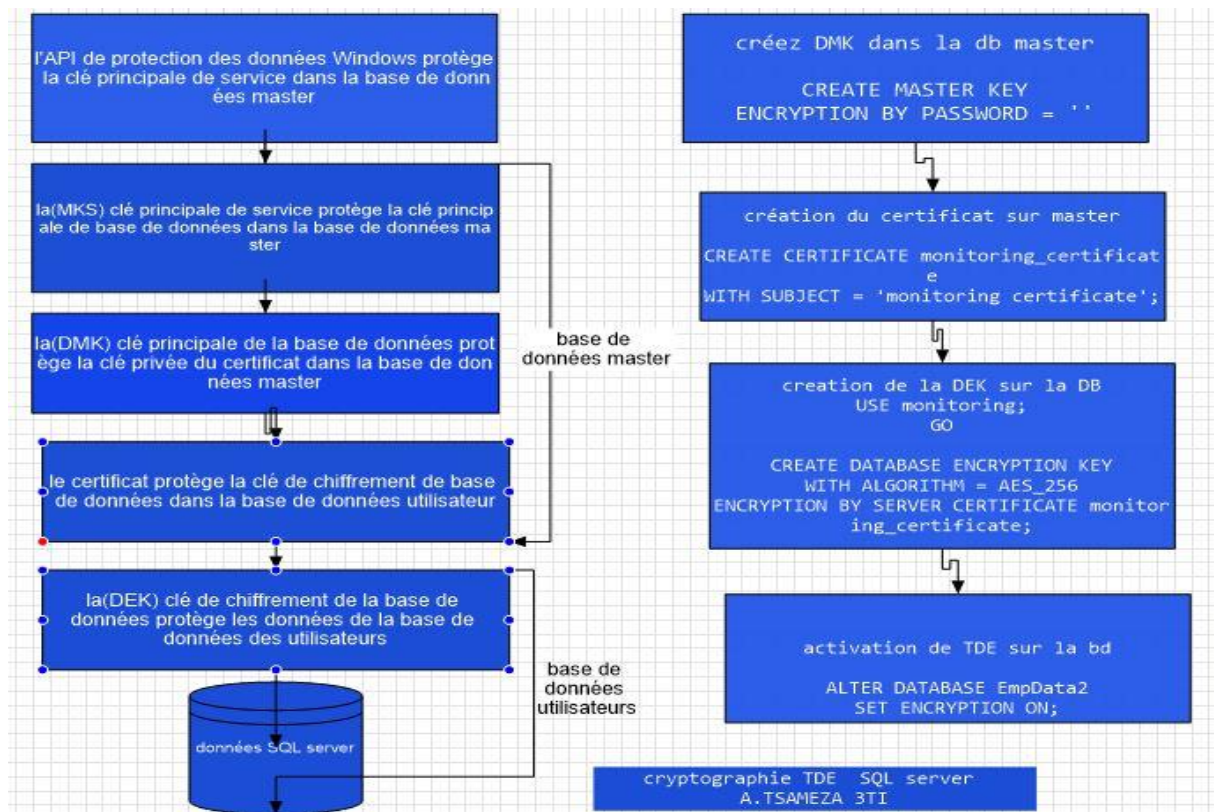 l'API de protection des données Windows protège
la clé principale de service dans la base de donn
ées master
la(MKS) clé principale de service protège la clé princip
ale de base de données dans la base de données ma
ster
la(DMK) clé principale de la base de données prot
ège la clé privée du certificat dans la base de don
nées master
base de
données master
le certificat protège la clé de chiffrement de base
de données dans la base de données utilisateur
la(DEK) clé de chiffrement de la base de
données protège les données de la base de
données des utilisateurs
base de
données
utilisateurs
données SQL server
créez DMK dans la db master
CREATE MASTER KEY
ENCRYPTION BY PASSWORD = ''
création du certificat sur master
CREATE CERTIFICATE monitoring_certificat
e
WITH SUBJECT = 'monitoring certificate';
creation de la DEK sur la DB
USE monitoring;
GO
CREATE DATABASE ENCRYPTION KEY
WITH ALGORITHM = AES_256
ENCRYPTION BY SERVER CERTIFICATE monitor
ing_certificate;
activation de TDE sur la bd
ALTER DATABASE EmpData2
SET ENCRYPTION ON;
cryptographie TDE SQL server
A.TSAMEZA 3TI